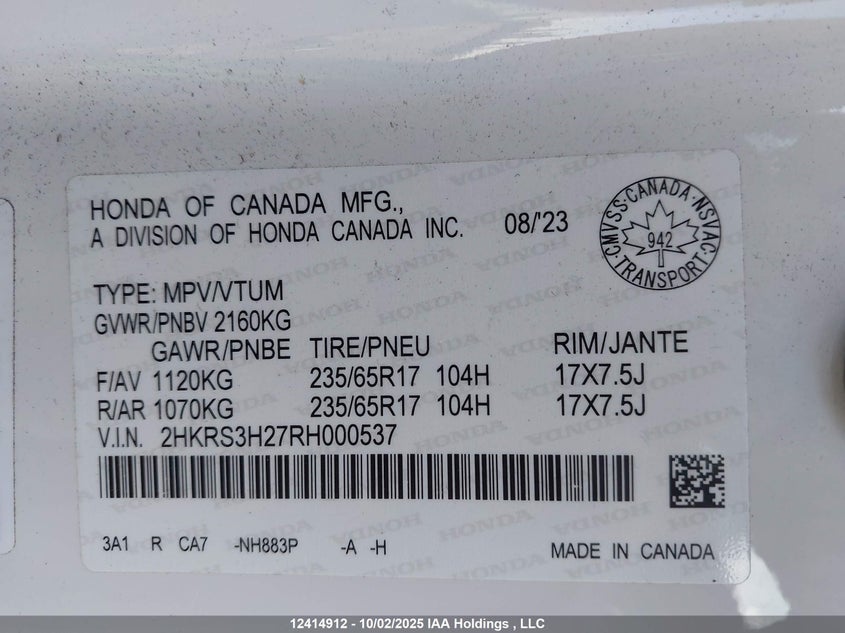 HONDA OF CANADA MFG.,
A DIVISION OF HONDA CANADA INC. 08/'23
CMVSS·CANADA·NSVAC·TRANSPORT·
942
TYPE: MPV/VTUM
GVWR/PNBV 2160KG
GAWR/PNBE TIRE/PNEU RIM/JANTE
F/AV 1120KG 235/65R17 104H 17X7.5J
R/AR 1070KG 235/65R17 104H 17X7.5J
V.I.N. 2HKRS3H27RH000537
3A1 R CA7 -NH883P -A -H MADE IN CANADA
12414912 - 10/02/2025 IAA Holdings , LLC